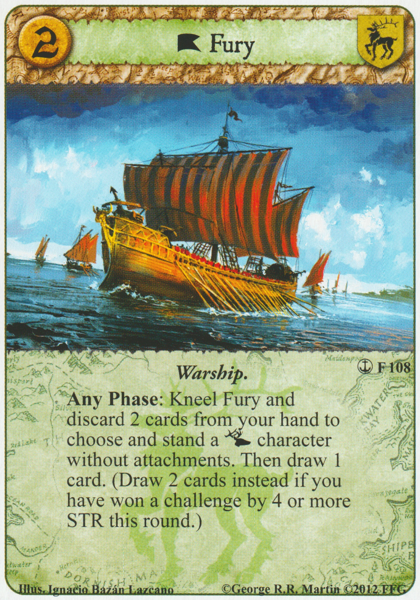 2
Fury
F108
Warship.
Any Phase: Kneel Fury and
discard 2 cards from your hand to
choose and stand a character
without attachments. Then draw 1
card. (Draw 2 cards instead if you
have won a challenge by 4 or more
STR this round.)
Illus. Ignacio Bazán Lazcano ©George R.R. Martin ©2012 FFG